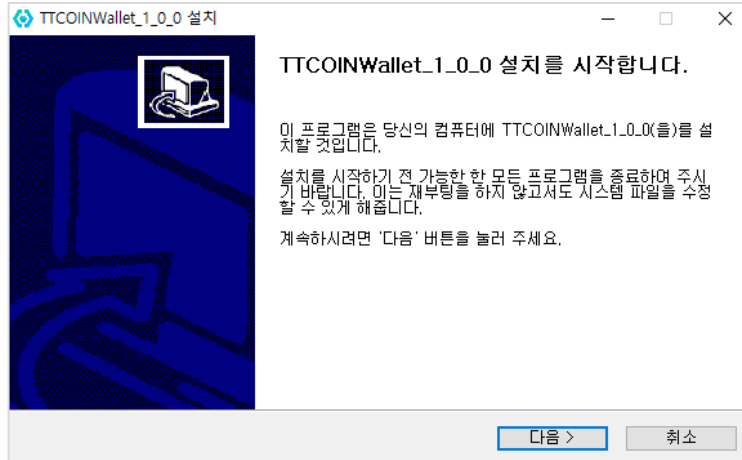 TTCOINWallet_1_0_0 설치
TTCOINWallet_1_0_0 설치를 시작합니다.
이 프로그램은 당신의 컴퓨터에 TTCOINWallet_1_0_0(을)를 설
치할 것입니다.
설치를 시작하기 전 가능한 한 모든 프로그램을 종료하여 주시
기 바랍니다. 이는 재부팅을 하지 않고서도 시스템 파일을 수정
할 수 있게 해줍니다.
계속하시려면 '다음' 버튼을 눌러 주세요.
다음 >
취소